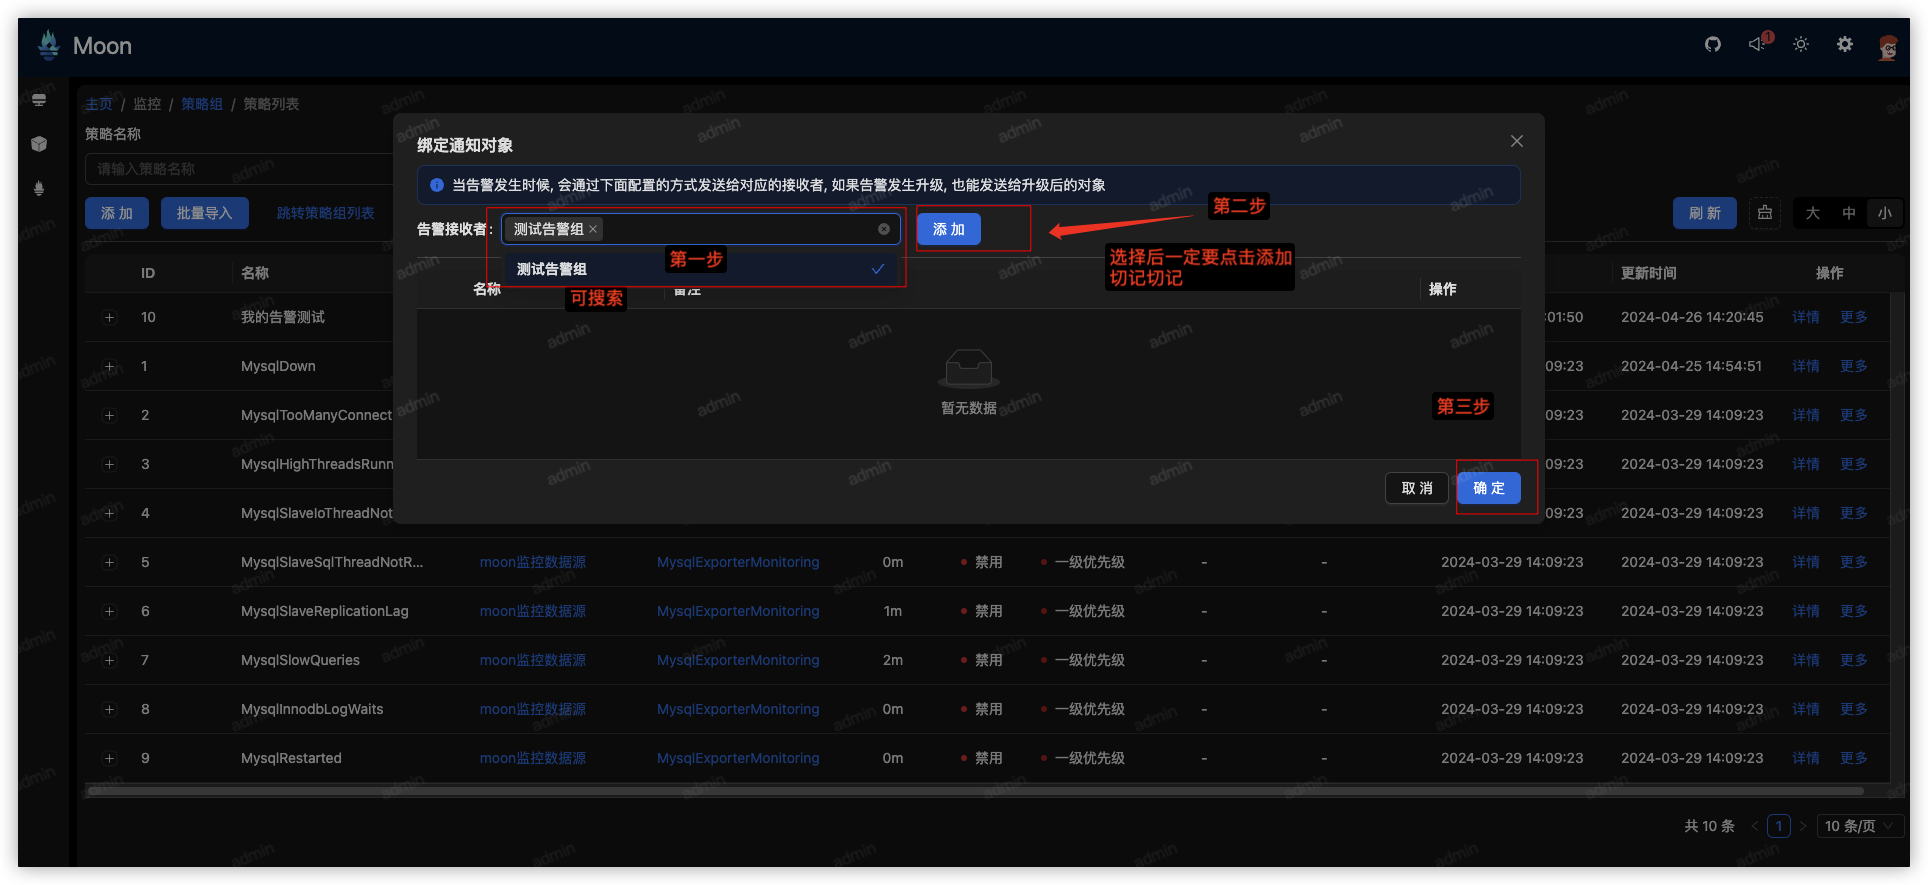 Moon
1
主页 / 监控 / 策略组 / 策略列表
策略名称
请输入策略名称
添 加
批量导入
跳转策略组列表
刷 新
大 中 小
绑定通知对象
当告警发生时候, 会通过下面配置的方式发送给对应的接收者, 如果告警发生升级, 也能发送给升级后的对象
告警接收者:
测试告警组
添 加
第二步
测试告警组
第一步
选择后一定要点击添加
切记切记
可搜索
名称 备注 操作
暂无数据
第三步
取 消
确 定
ID 名称 更新时间 操作
10 我的告警测试 :01:50 2024-04-26 14:20:45 详情 更多
1 MysqlDown 09:23 2024-04-25 14:54:51 详情 更多
2 MysqlTooManyConnect 09:23 2024-03-29 14:09:23 详情 更多
3 MysqlHighThreadsRunn 09:23 2024-03-29 14:09:23 详情 更多
4 MysqlSlaveIoThreadNot 09:23 2024-03-29 14:09:23 详情 更多
5 MysqlSlaveSqlThreadNotR... moon监控数据源 MysqlExporterMonitoring 0m 禁用 一级优先级 - - 2024-03-29 14:09:23 2024-03-29 14:09:23 详情 更多
6 MysqlSlaveReplicationLag moon监控数据源 MysqlExporterMonitoring 1m 禁用 一级优先级 - - 2024-03-29 14:09:23 2024-03-29 14:09:23 详情 更多
7 MysqlSlowQueries moon监控数据源 MysqlExporterMonitoring 2m 禁用 一级优先级 - - 2024-03-29 14:09:23 2024-03-29 14:09:23 详情 更多
8 MysqlInnodbLogWaits moon监控数据源 MysqlExporterMonitoring 0m 禁用 一级优先级 - - 2024-03-29 14:09:23 2024-03-29 14:09:23 详情 更多
9 MysqlRestarted moon监控数据源 MysqlExporterMonitoring 0m 禁用 一级优先级 - - 2024-03-29 14:09:23 2024-03-29 14:09:23 详情 更多
共 10 条 < 1 > 10 条/页
admin